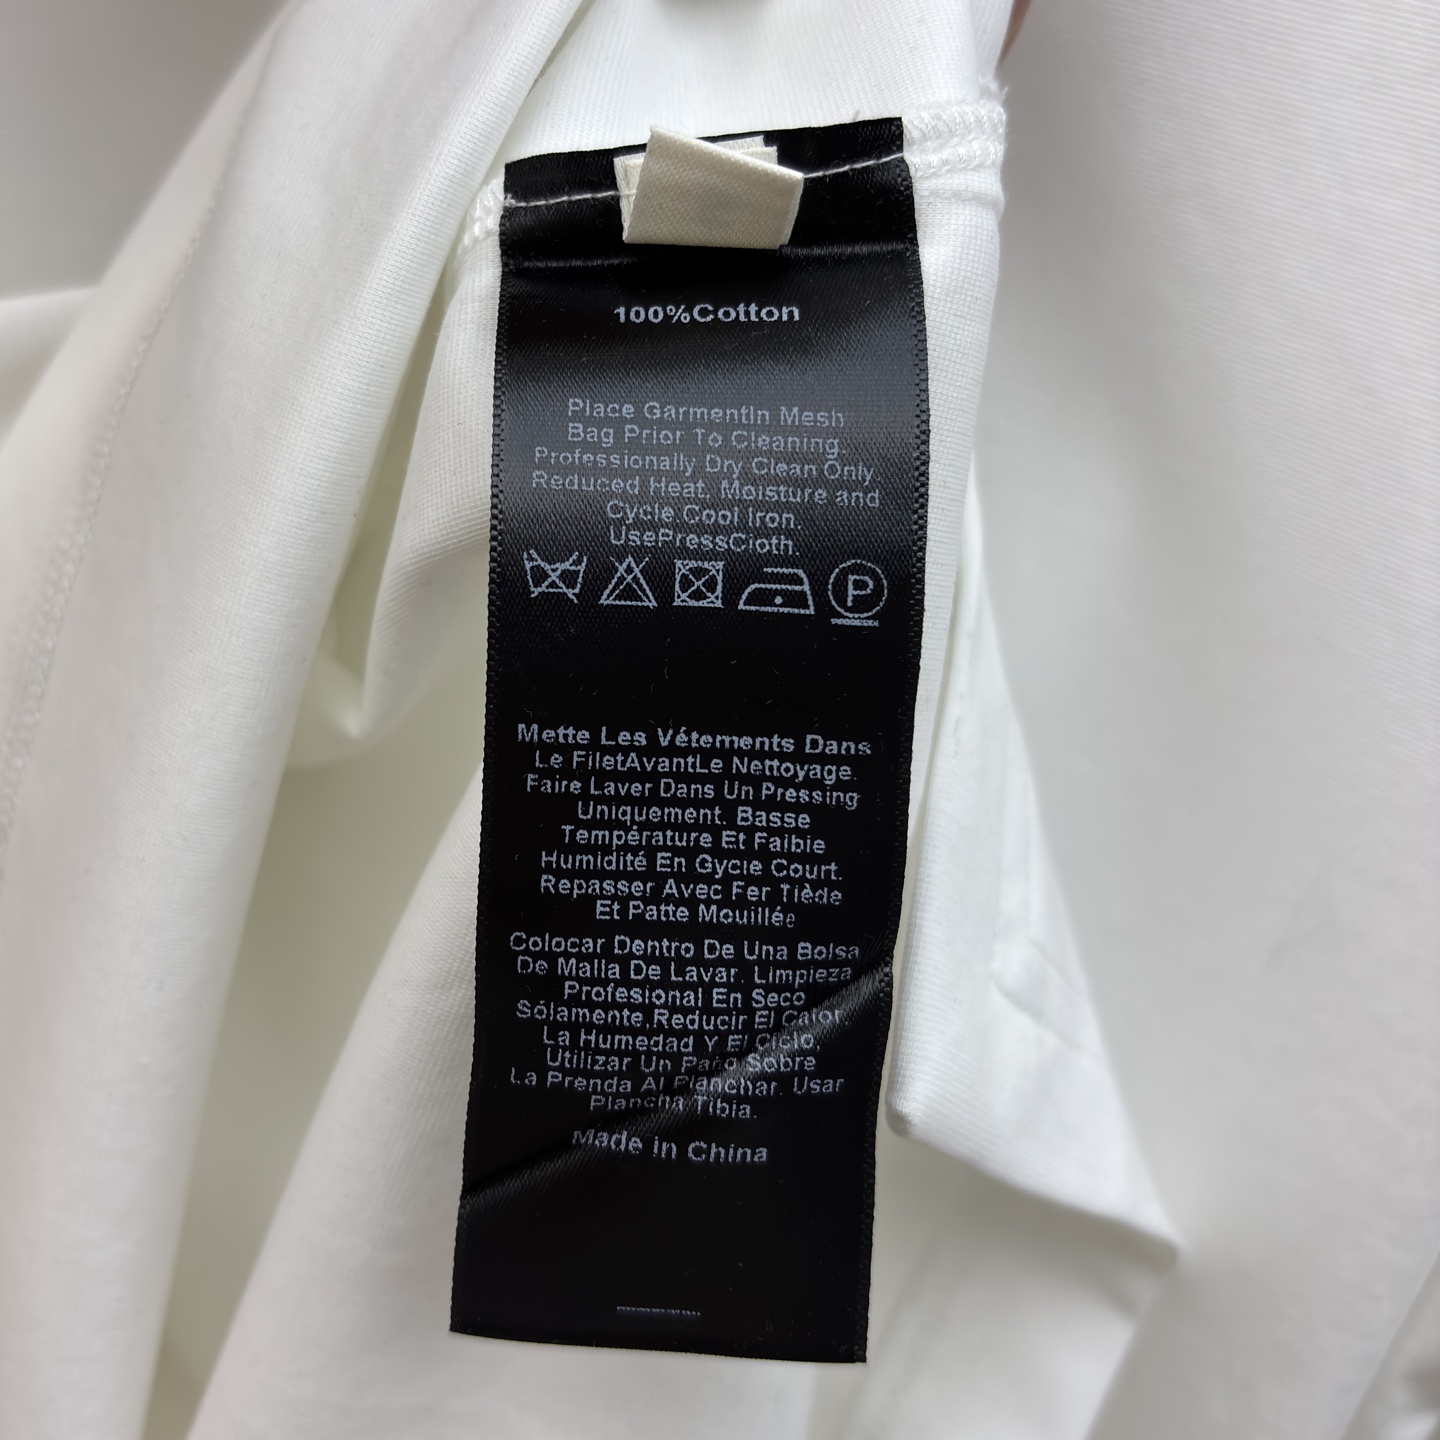 100%Cotton
Place GarmentIn Mesh
Bag Prior To Cleaning.
Professionally Dry Clean Only.
Reduced Heat. Moisture and
Cycle.Cool Iron.
UsePressCloth.
P
Mette Les Vétements Dans
Le FiletAvantLe Nettoyage.
Faire Laver Dans Un Pressing
Uniquement. Basse
Température Et Faibie
Humidité En Gycie Court.
Repasser Avec Fer Tiède
Et Patte Mouillée
Colocar Dentro De Una Bolsa
De Malla De Lavar. Limpieza
Profesional En Seco
Sólamente,Reducir El Calor
La Humedad Y El Ciclo,
Utilizar Un Paño Sobre
La Prenda Al Planchar. Usar
Plancha Tibia.
Made in China